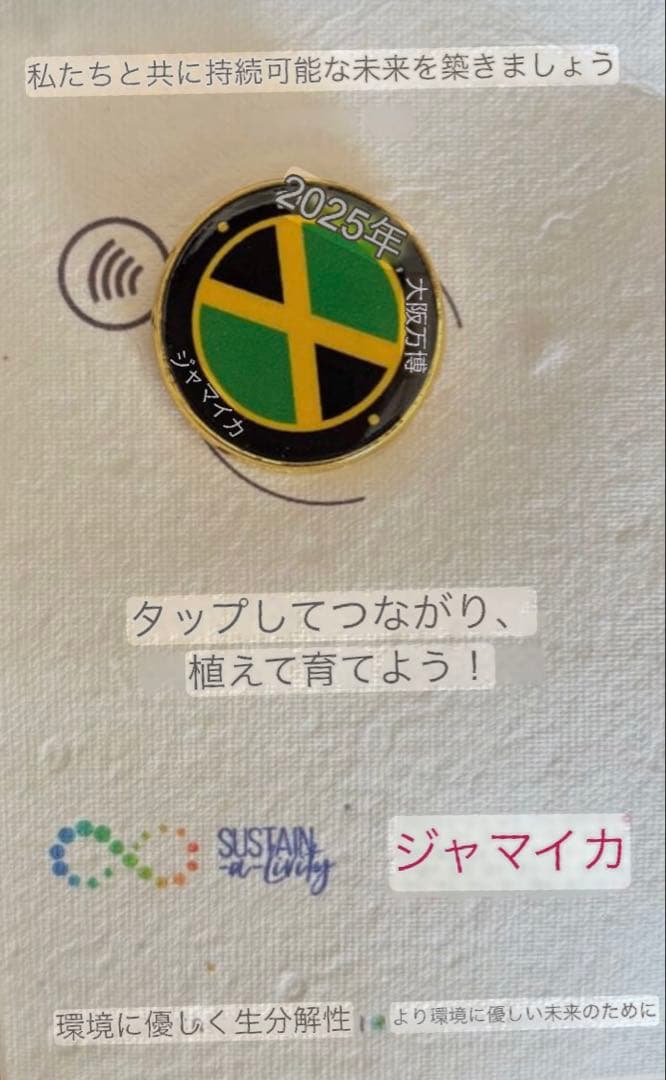 私たちと共に持続可能な未来を築きましょう
2025年,
大阪万博
ジャマイカ
タップしてつながり、
植えて育てよう！
SUSTAIN
-a-livity
ジャマイカ
環境に優しく生分解性 | より環境に優しい未来のために